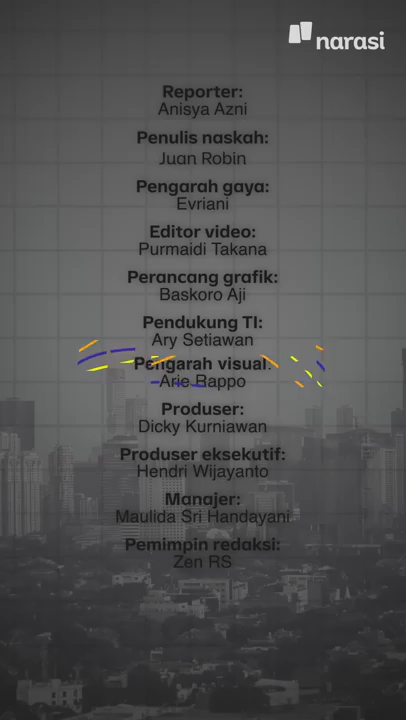 narasi
Reporter:
Anisya Azni
Penulis naskah:
Juan Robin
Pengarah gaya:
Evriani
Editor video:
Purmaidi Takana
Perancang grafik:
Baskoro Aji
Pendukung TI:
Ary Setiawan
Pengarah visual:
Arie Rappo
Produser:
Dicky Kurniawan
Produser eksekutif:
Hendri Wijayanto
Manajer:
Maulida Sri Handayani
Pemimpin redaksi:
Zen RS